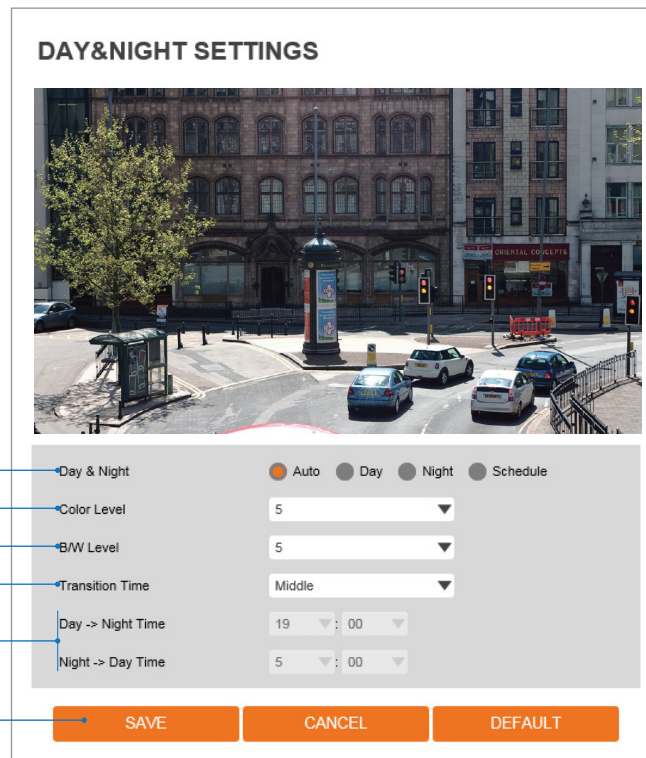 DAY&NIGHT SETTINGS
ORIENTAL CONCEPTS
Day & Night Auto Day Night Schedule
Color Level 5
B/W Level 5
Transition Time Middle
Day -> Night Time 19 : 00
Night -> Day Time 5 : 00
SAVE CANCEL DEFAULT